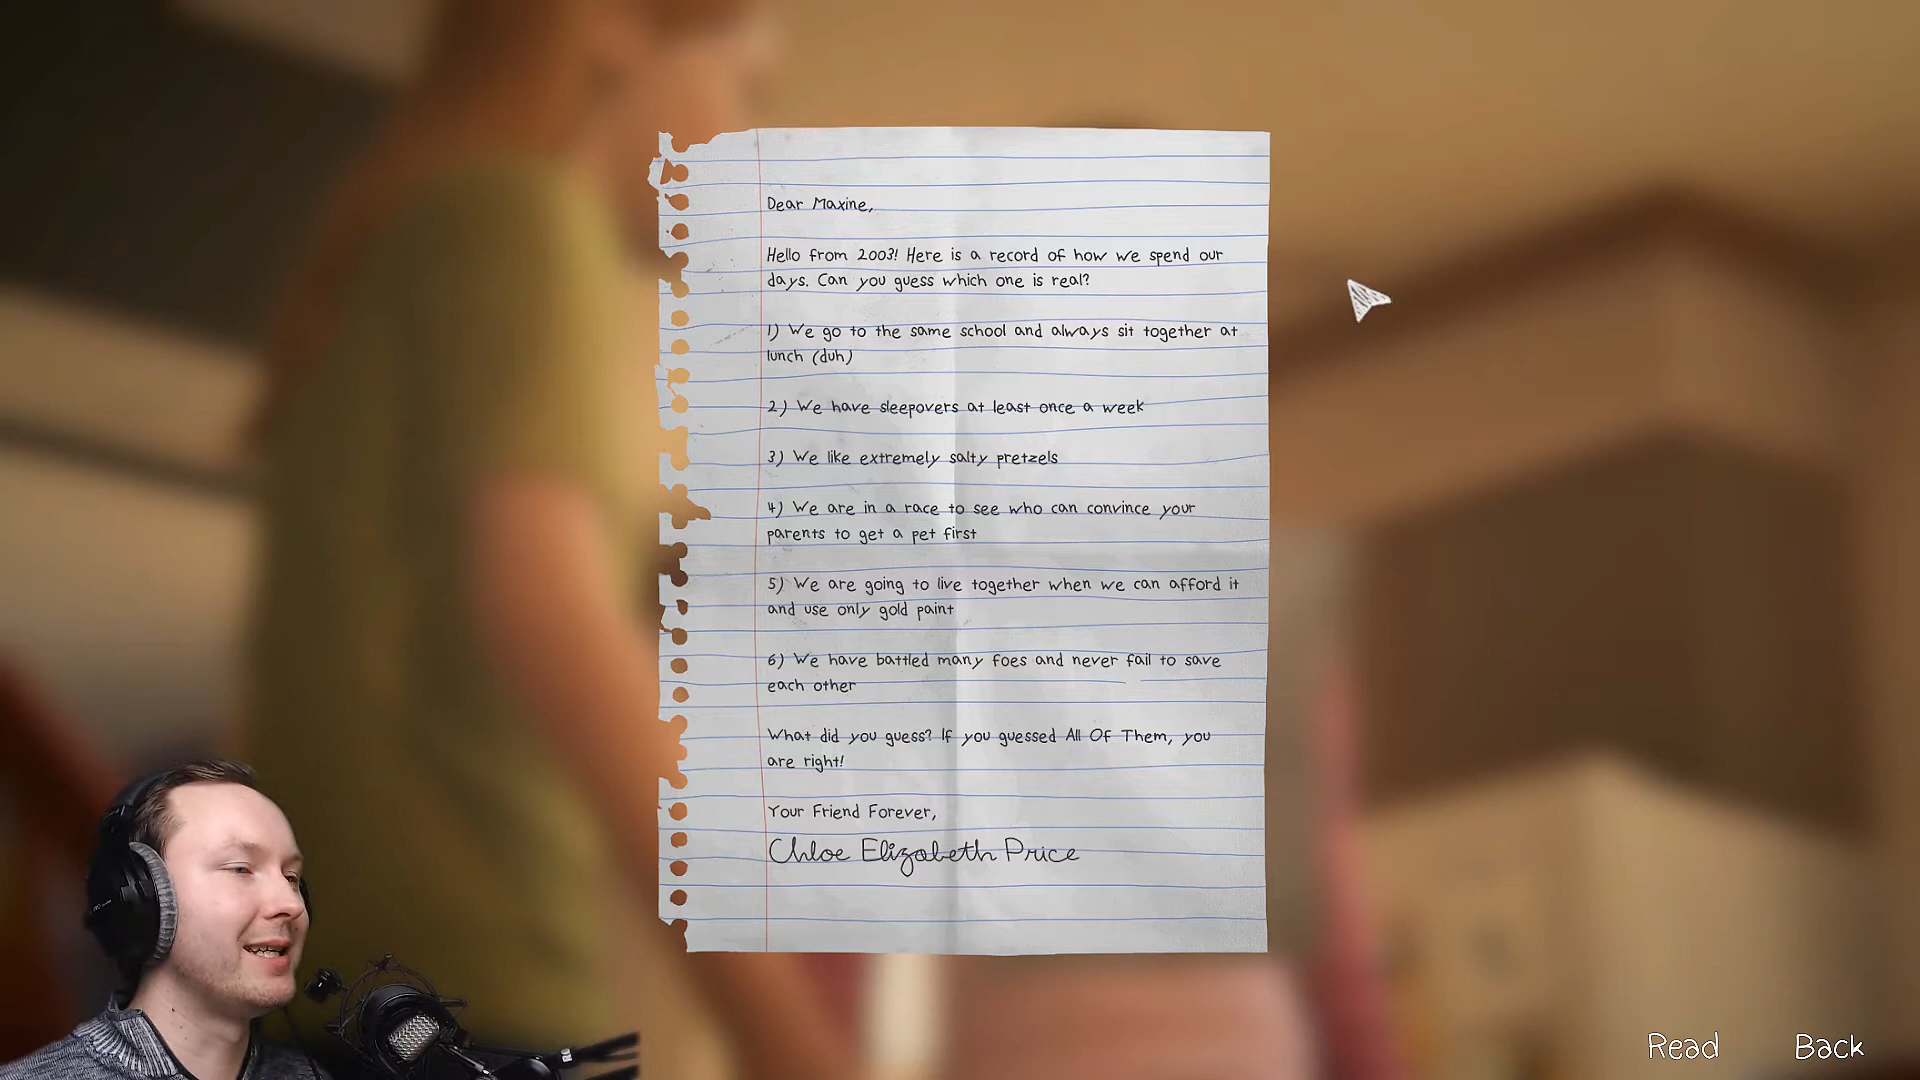 Dear Maxine,
Hello from 2003! Here is a record of how we spend our
days. Can you guess which one is real?
1) We go to the same school and always sit together at
lunch (duh)
2) We have sleepovers at least once a week
3) We like extremely salty pretzels
4) We are in a race to see who can convince your
parents to get a pet first
5) We are going to live together when we can afford it
and use only gold paint
6) We have battled many foes and never fail to save
each other
What did you guess? If you guessed All Of Them, you
are right!
Your Friend Forever,
Chloe Elizabeth Price
Read Back